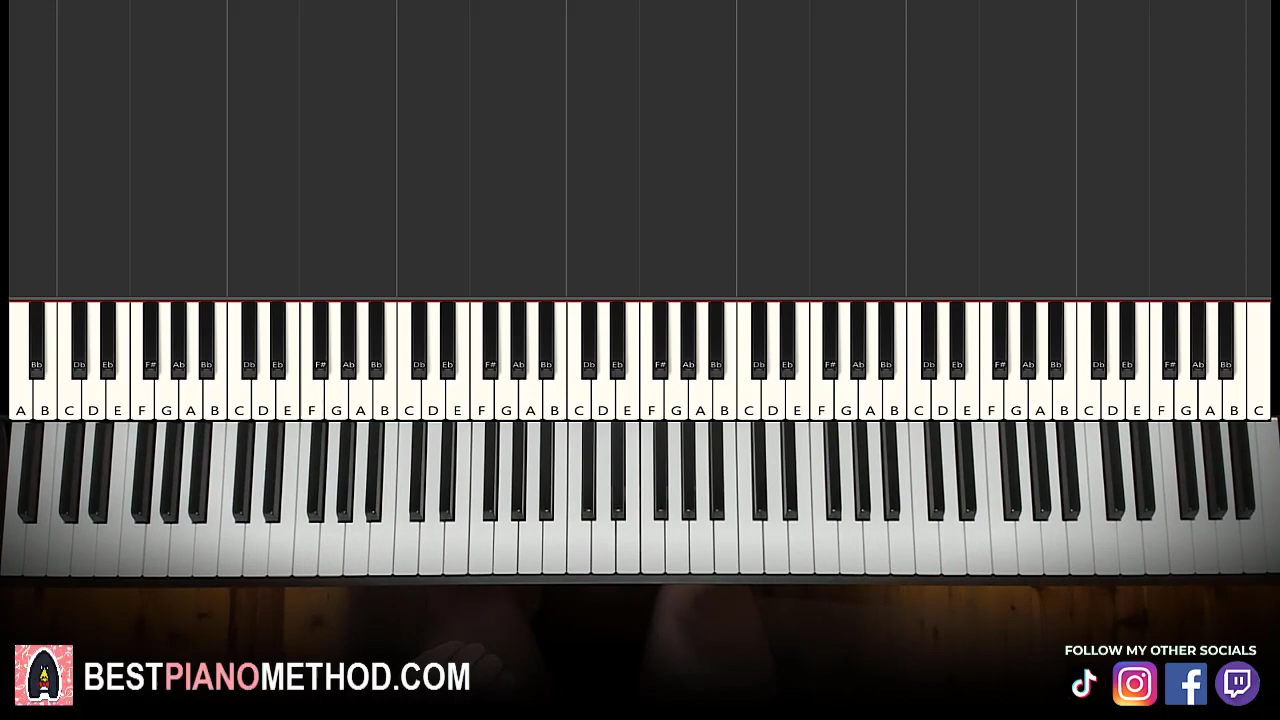 Bb Db Eb F# Ab Bb Db Eb F# Ab Bb Db Eb F# Ab Bb Db Eb F# Ab Bb Db Eb F# Ab Bb Db Eb F# Ab Bb Db Eb F# Ab Bb
A B C D E F G A B C D E F G A B C D E F G A B C D E F G A B C D E F G A B C D E F G A B C D E F G A B C
FOLLOW MY OTHER SOCIALS
BESTPIANOMETHOD.COM